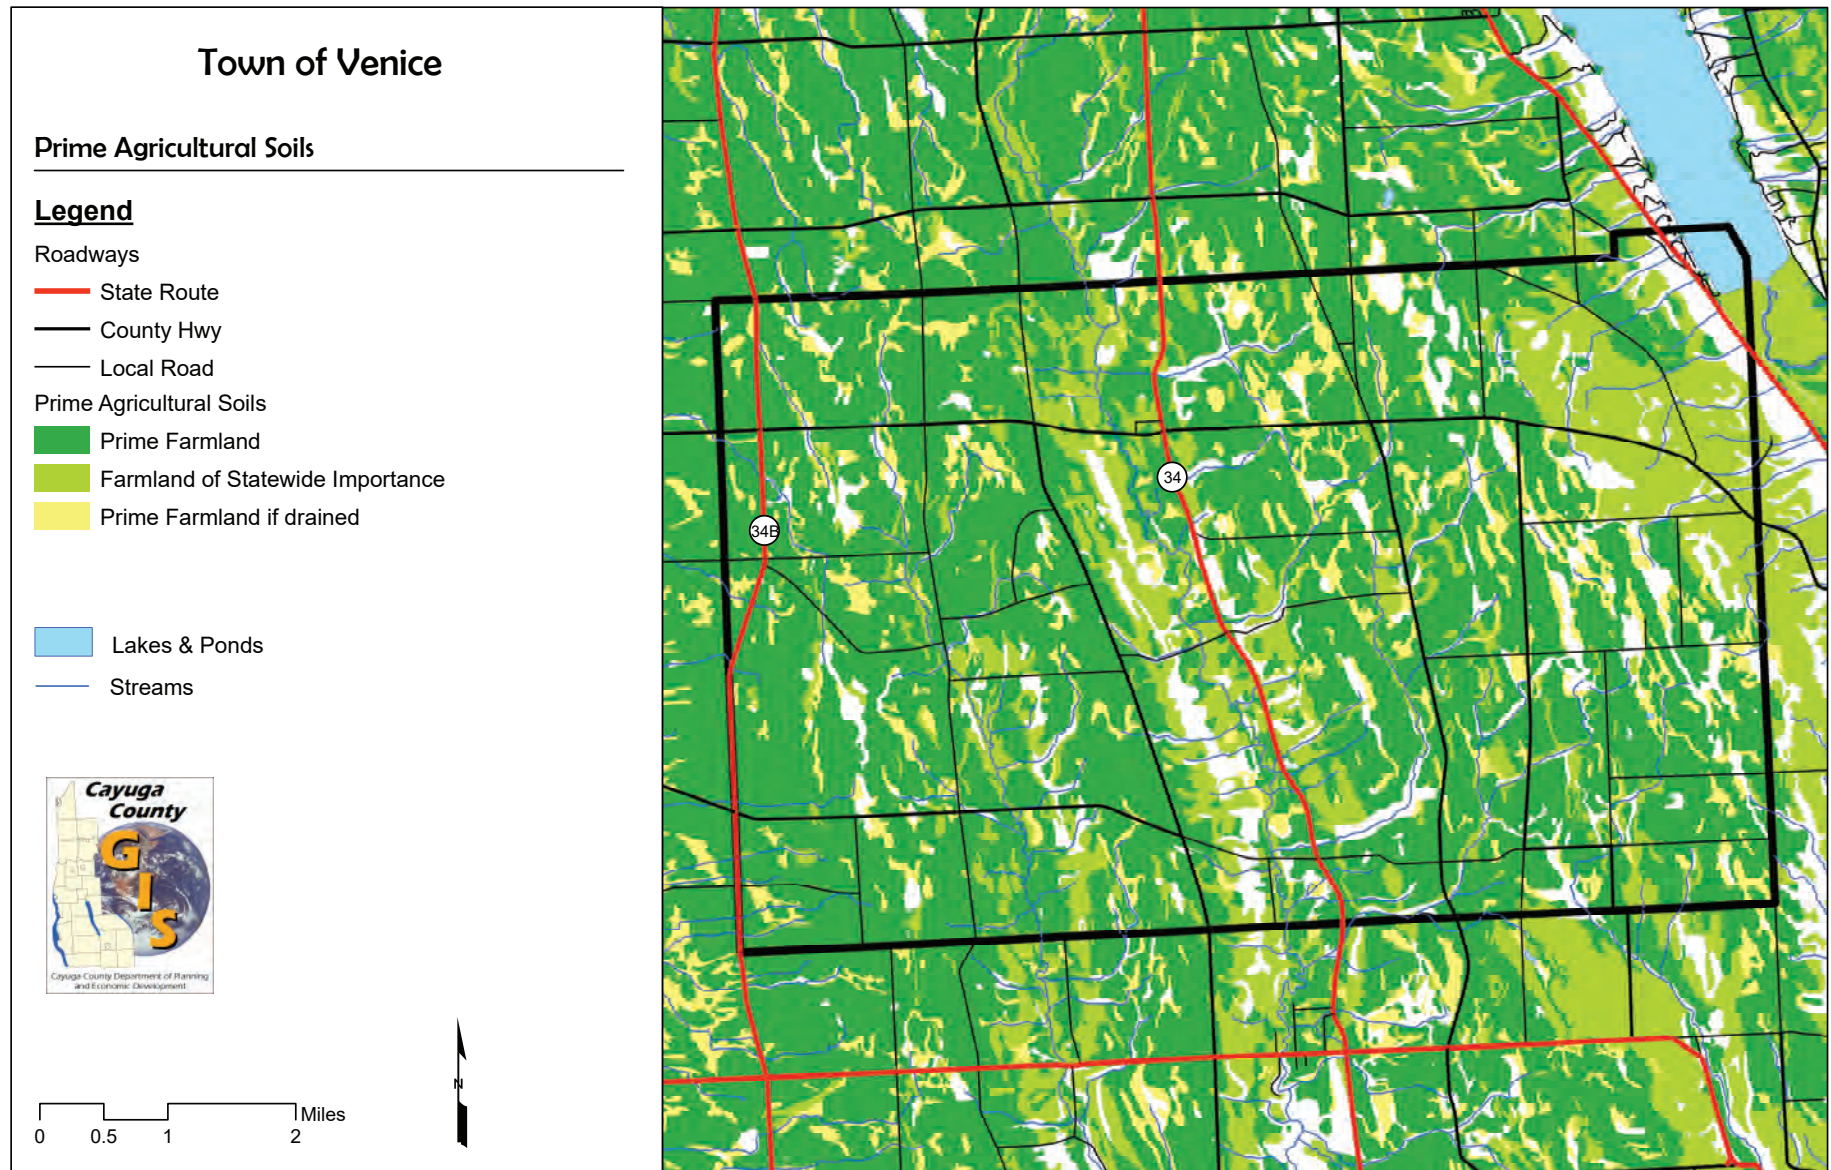 Town of Venice
Prime Agricultural Soils
Legend
Roadways
State Route
County Hwy
Local Road
Prime Agricultural Soils
Prime Farmland
Farmland of Statewide Importance
Prime Farmland if drained
Lakes & Ponds
Streams
Cayuga
County
GIS
Cayuga County Department of Planning
and Economic Development
N
Miles
0 0.5 1 2
34
34B